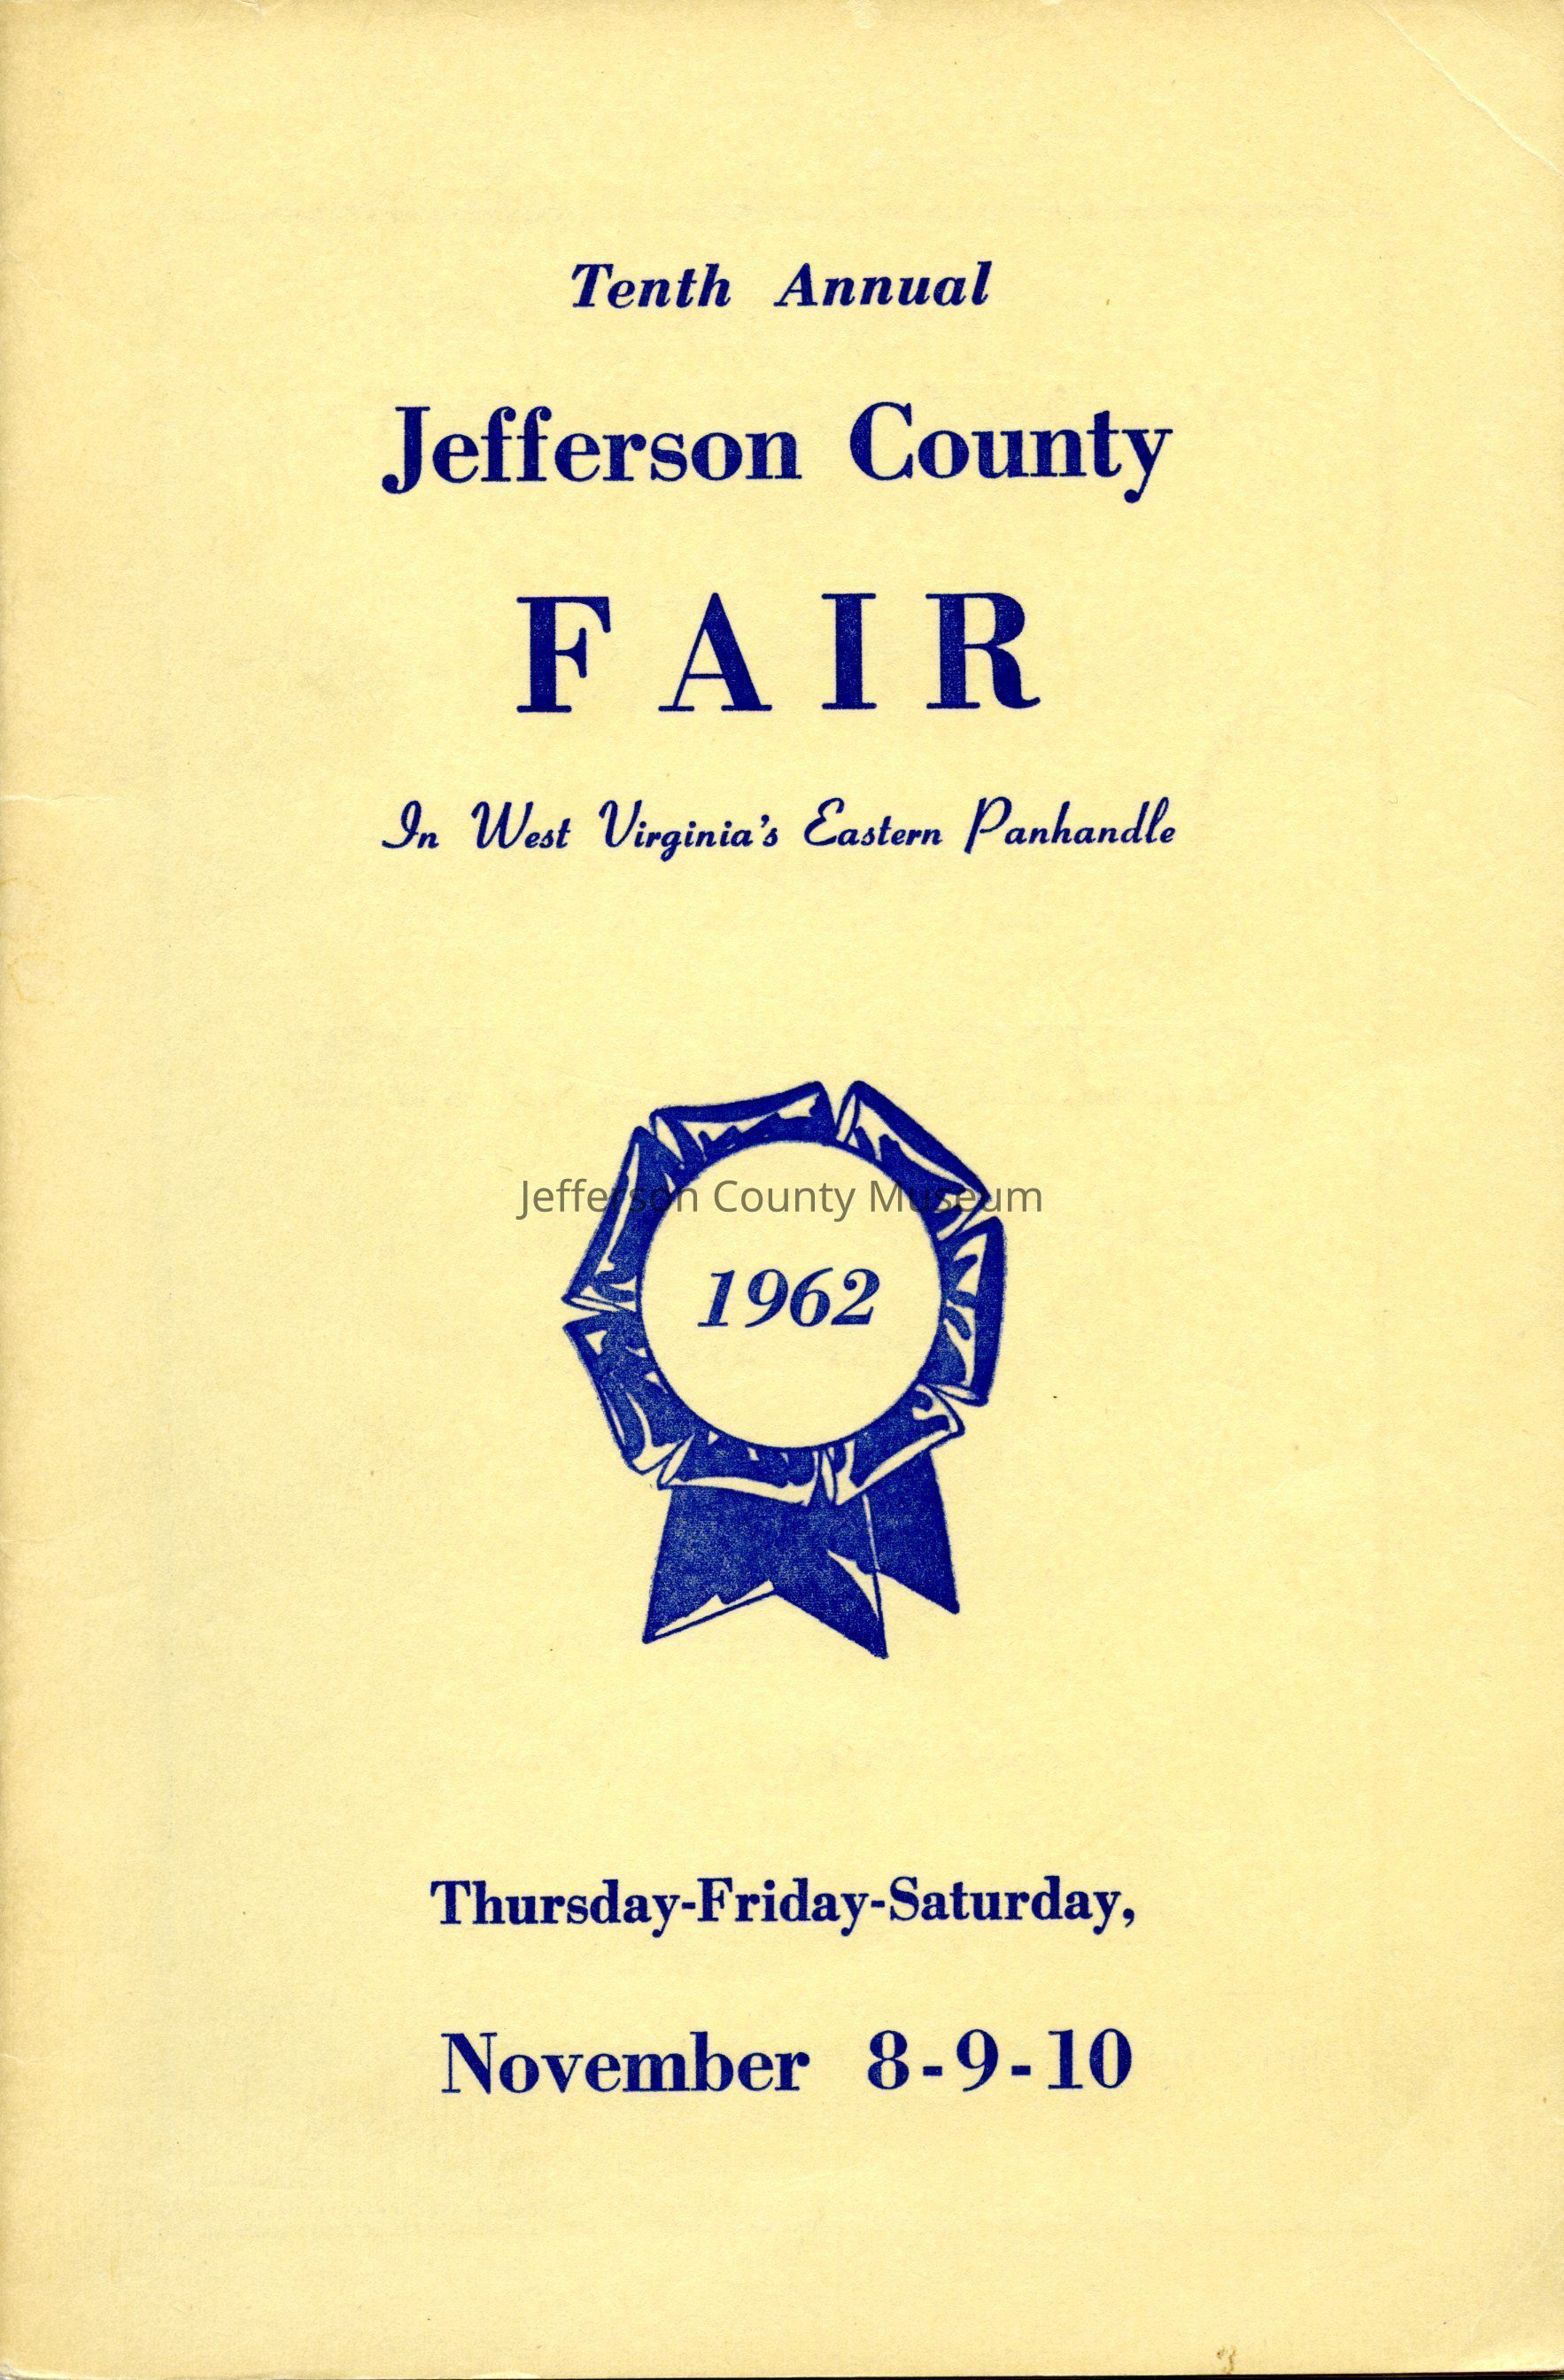 Tenth Annual
Jefferson County
FAIR
In West Virginia's Eastern Panhandle
Jefferson County Museum
1962
Thursday-Friday-Saturday,
November 8-9-10